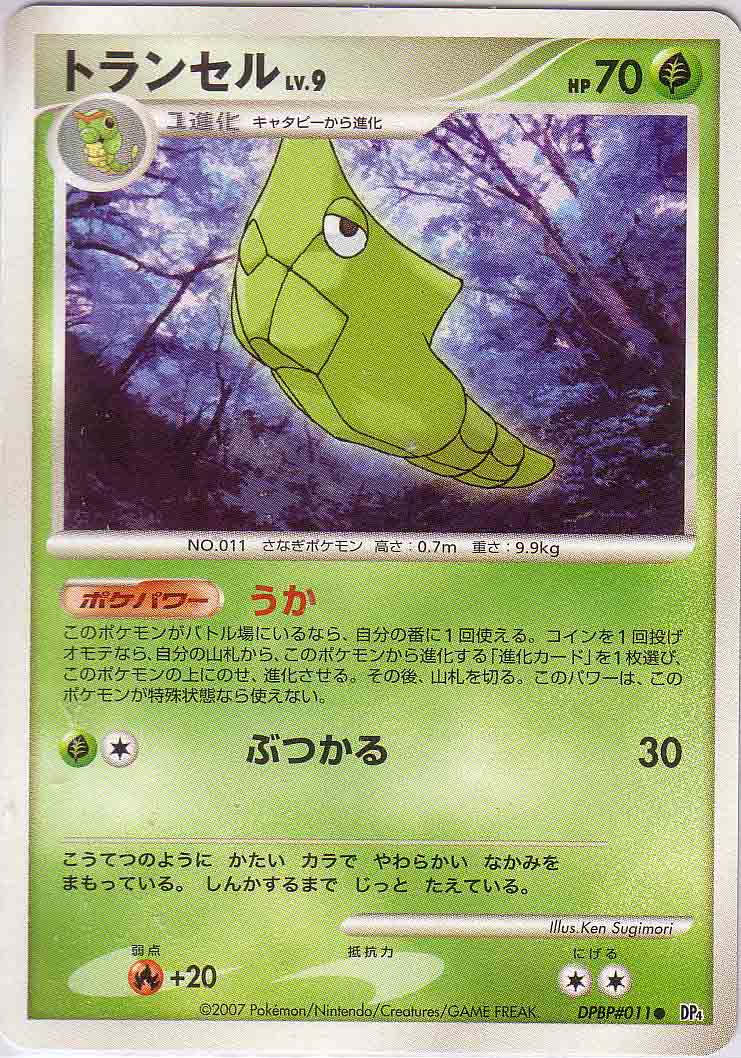 トランセル LV.9
HP 70
1進化 キャタピーから進化
NO.011 さなぎポケモン 高さ:0.7m 重さ:9.9kg
ポケパワー うか
このポケモンがバトル場にいるなら、自分の番に1回使える。コインを1回投げ
オモテなら、自分の山札から、このポケモンから進化する「進化カード」を1枚選び、
このポケモンの上にのせ、進化させる。その後、山札を切る。このパワーは、この
ポケモンが特殊状態なら使えない。
ぶつかる 30
こうてつのように かたい カラで やわらかい なかみを
まもっている。 しんかするまで じっと たえている。
Illus.Ken Sugimori
弱点 抵抗力 にげる
+20
©2007 Pokémon/Nintendo/Creatures/GAME FREAK.
DPBP#011● DP4